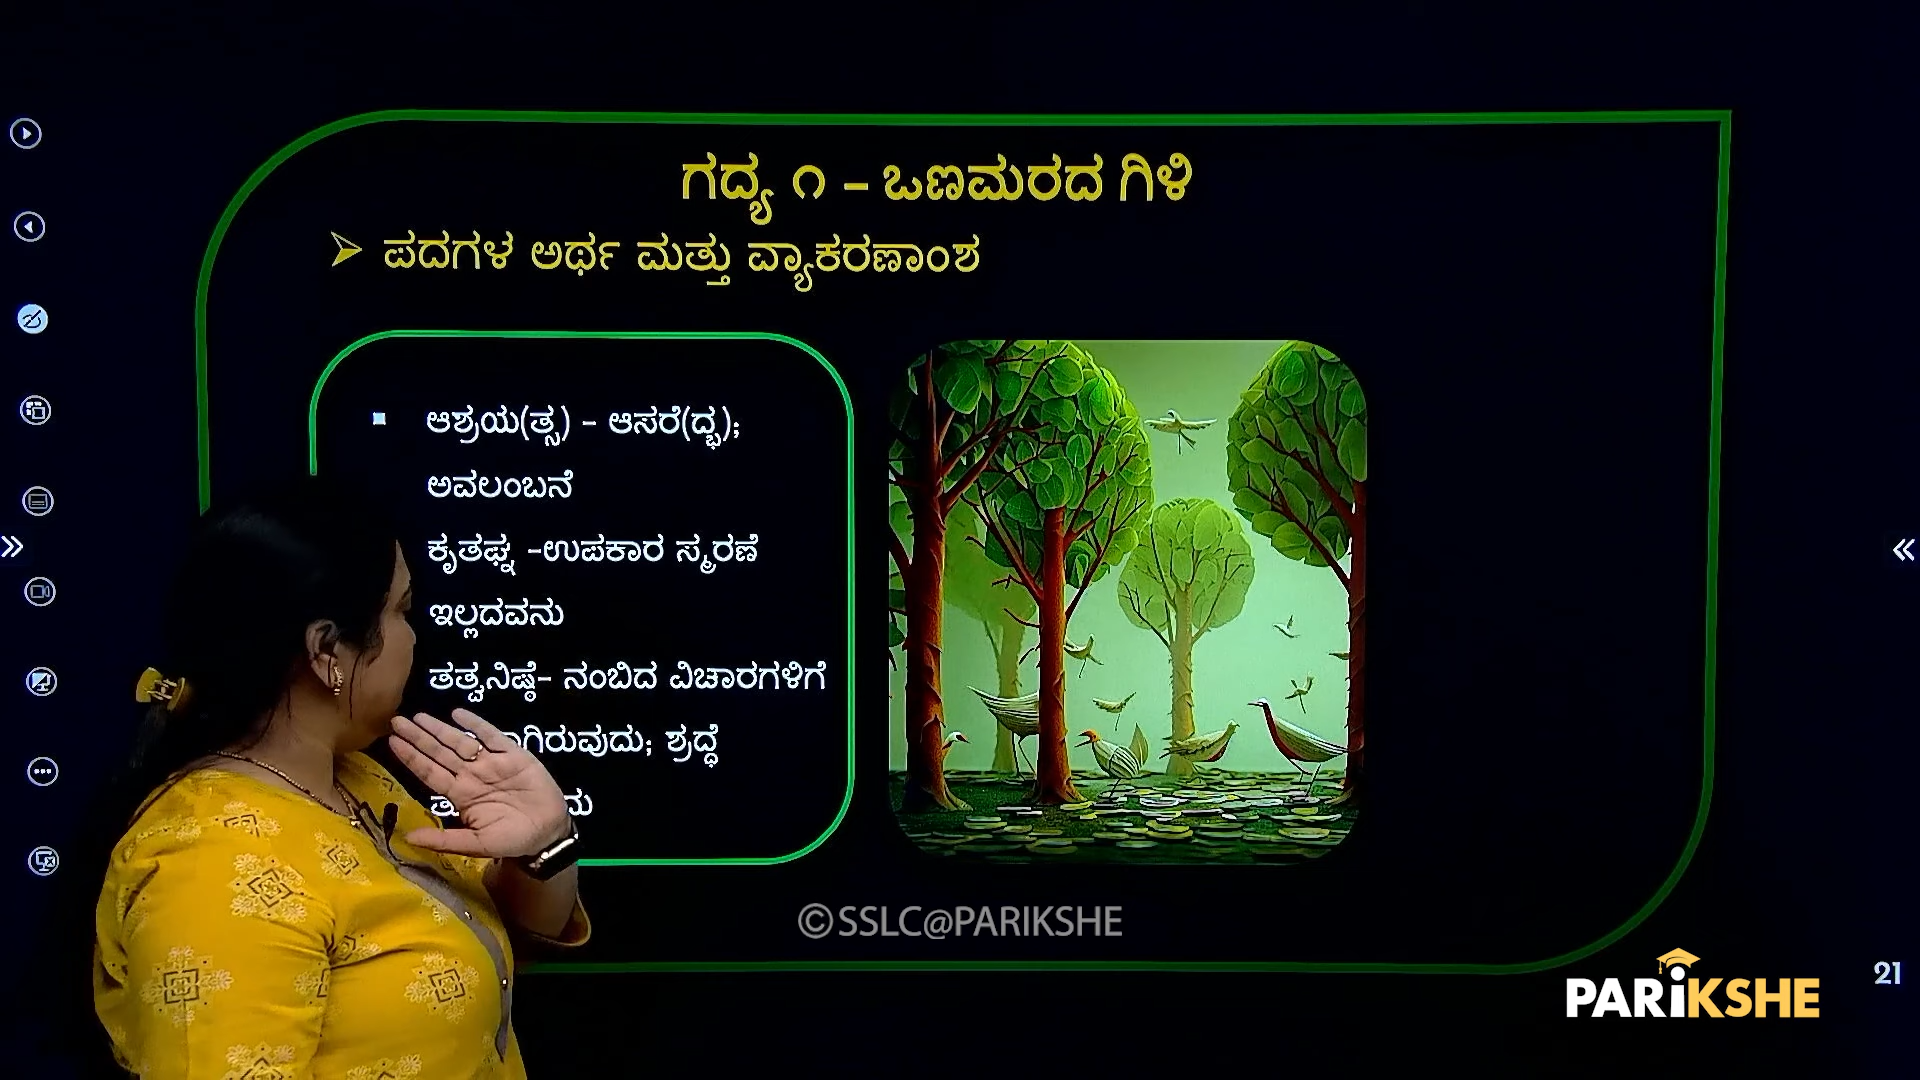 ಗದ್ಯ ೧ – ಒಣಮರದ ಗಿಳಿ
ಪದಗಳ ಅರ್ಥ ಮತ್ತು ವ್ಯಾಕರಣಾಂಶ
ಆಶ್ರಯ(ತ್ಸ) – ಆಸರೆ(ದ್ಭ);
ಅವಲಂಬನೆ
ಕೃತಘ್ನ -ಉಪಕಾರ ಸ್ಮರಣೆ
ಇಲ್ಲದವನು
ತತ್ವನಿಷ್ಠೆ- ನಂಬಿದ ವಿಚಾರಗಳಿಗೆ
ಶ್ರದ್ಧೆ
©SSLC@PARIKSHE
PARiKSHE
21